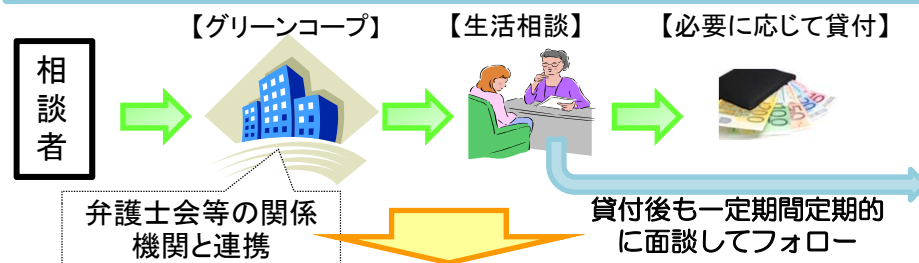 【グリーンコープ】
【生活相談】
【必要に応じて貸付】
相談者
弁護士会等の関係
機関と連携
貸付後も一定期間定期的
に面談してフォロー